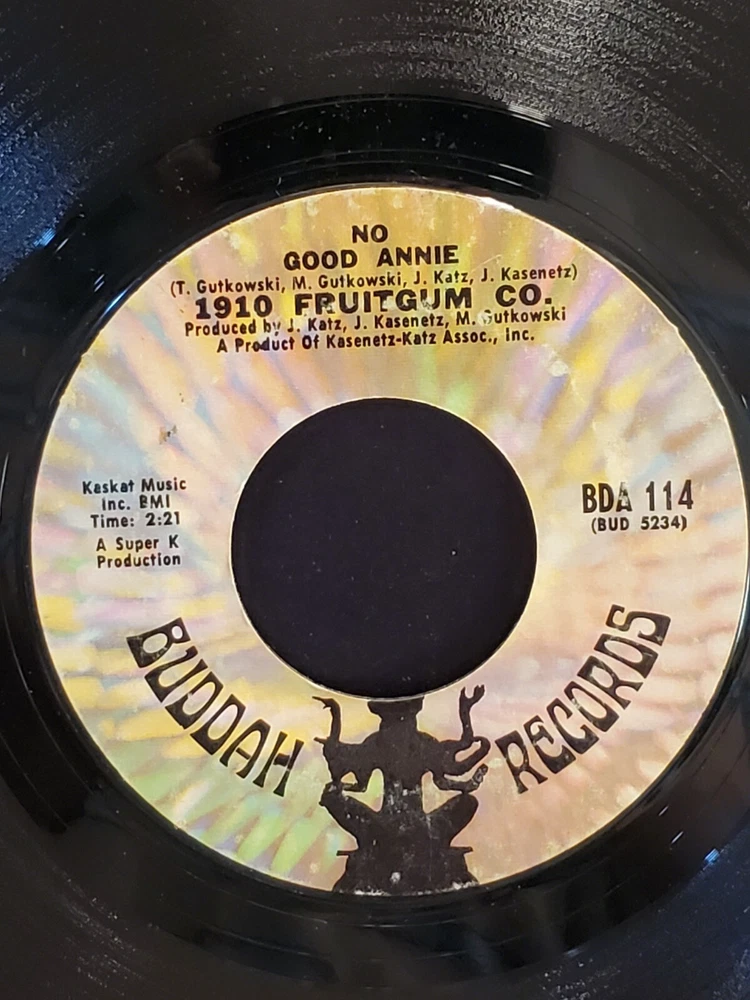 NO
GOOD ANNIE
(T. Gutkowski, M. Gutkowski, J. Katz, J. Kasenetz)
1910 FRUITGUM CO.
Produced by J. Katz, J. Kasenetz, M. Gutkowski
A Product Of Kasenetz-Katz Assoc., Inc.
Kaskat Music
Inc. BMI
Time: 2:21
A Super K
Production
BDA 114
(BUD 5234)
BUDDAH RECORDS